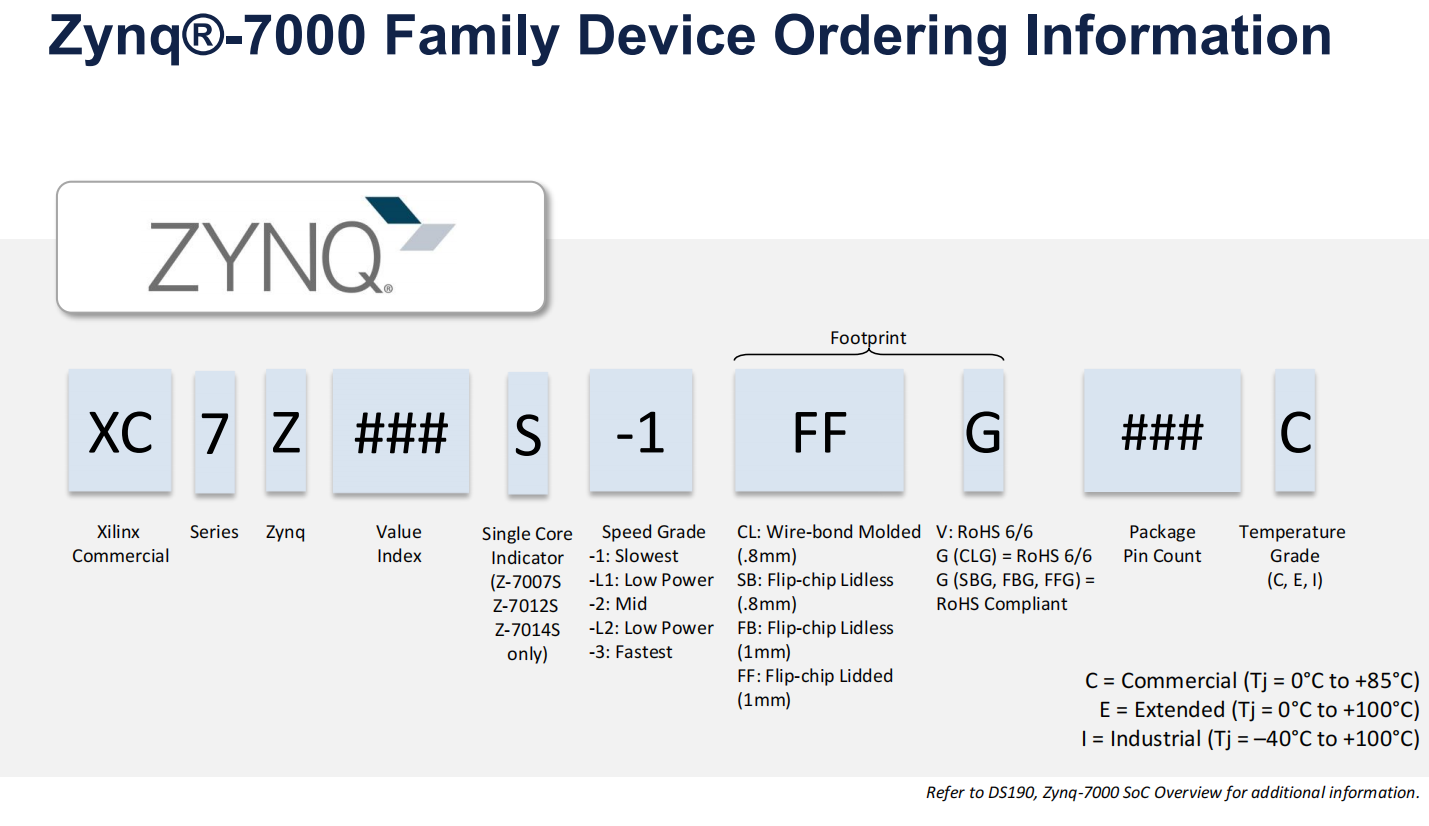 Zynq®-7000 Family Device Ordering Information
ZYNQ®
Footprint
XC 7 Z ### S -1 FF G ### C
Xilinx
Commercial
Series
Zynq
Value
Index
Single Core
Indicator
(Z-7007S
Z-7012S
Z-7014S
only)
Speed Grade
-1: Slowest
-L1: Low Power
-2: Mid
-L2: Low Power
-3: Fastest
CL: Wire-bond Molded
(.8mm)
SB: Flip-chip Lidless
(.8mm)
FB: Flip-chip Lidless
(1mm)
FF: Flip-chip Lidded
(1mm)
V: RoHS 6/6
G (CLG) = RoHS 6/6
G (SBG, FBG, FFG) =
RoHS Compliant
Package
Pin Count
Temperature
Grade
(C, E, I)
C = Commercial (Tj = 0°C to +85°C)
E = Extended (Tj = 0°C to +100°C)
I = Industrial (Tj = –40°C to +100°C)
Refer to DS190, Zynq-7000 SoC Overview for additional information.